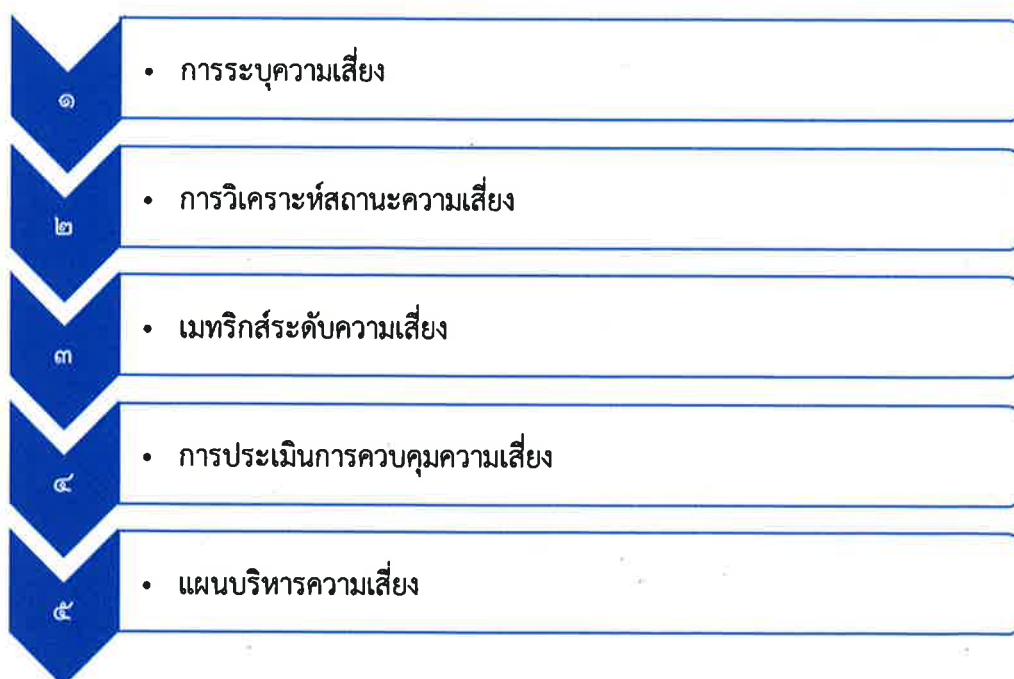 ๑
• การระบุความเสี่ยง
๒
• การวิเคราะห์สถานะความเสี่ยง
๓
• เมทริกส์ระดับความเสี่ยง
๔
• การประเมินการควบคุมความเสี่ยง
๕
• แผนบริหารความเสี่ยง